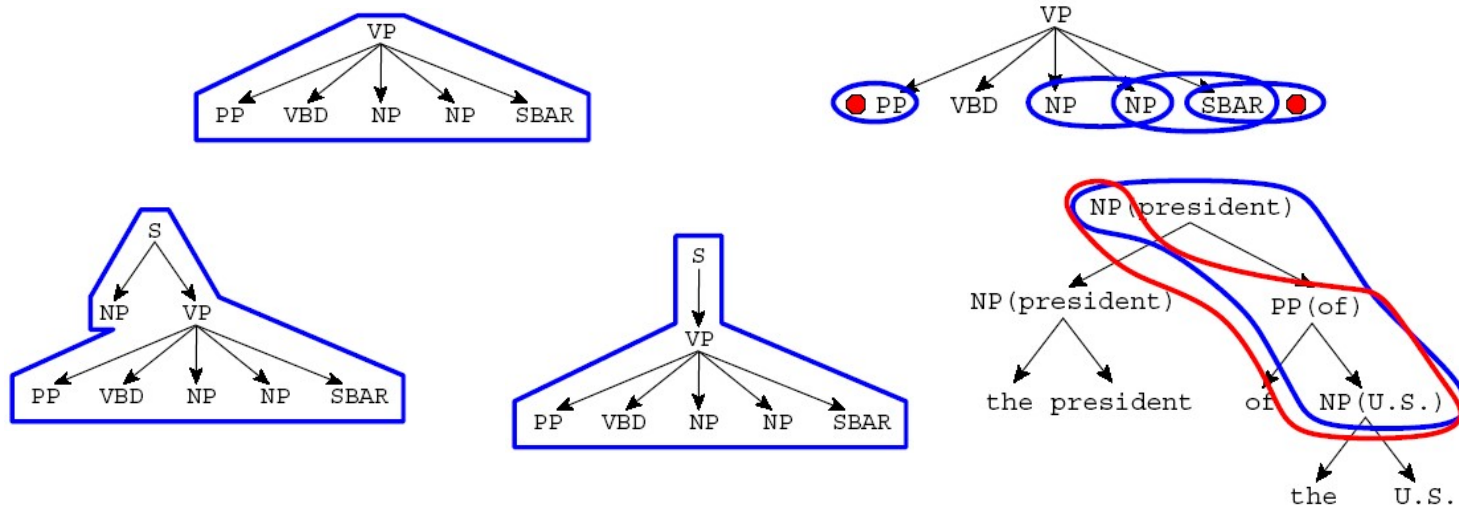 VP
PP VBD NP NP SBAR
VP
PP VBD NP NP SBAR
S
NP VP
PP VBD NP NP SBAR
S
VP
PP VBD NP NP SBAR
NP(president)
NP(president) PP(of)
the president of NP(U.S.)
the U.S.